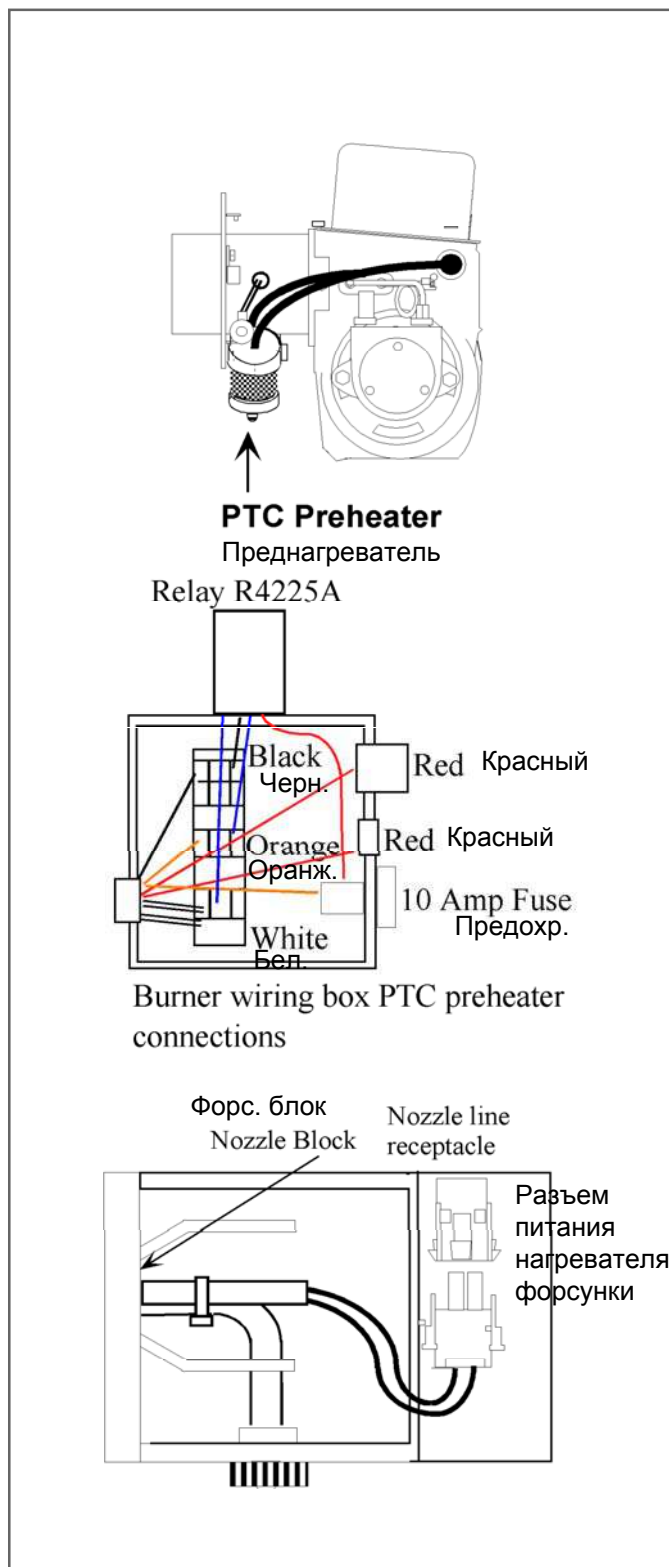 PTC Preheater
Преднагреватель
Relay R4225A
Black
Черн.
Red Красный
Orange
Оранж.
Red Красный
10 Amp Fuse
Предохр.
White
Бел.
Burner wiring box PTC preheater
connections
Форс. блок
Nozzle Block
Nozzle line
receptacle
Разъем
питания
нагревателя
форсунки